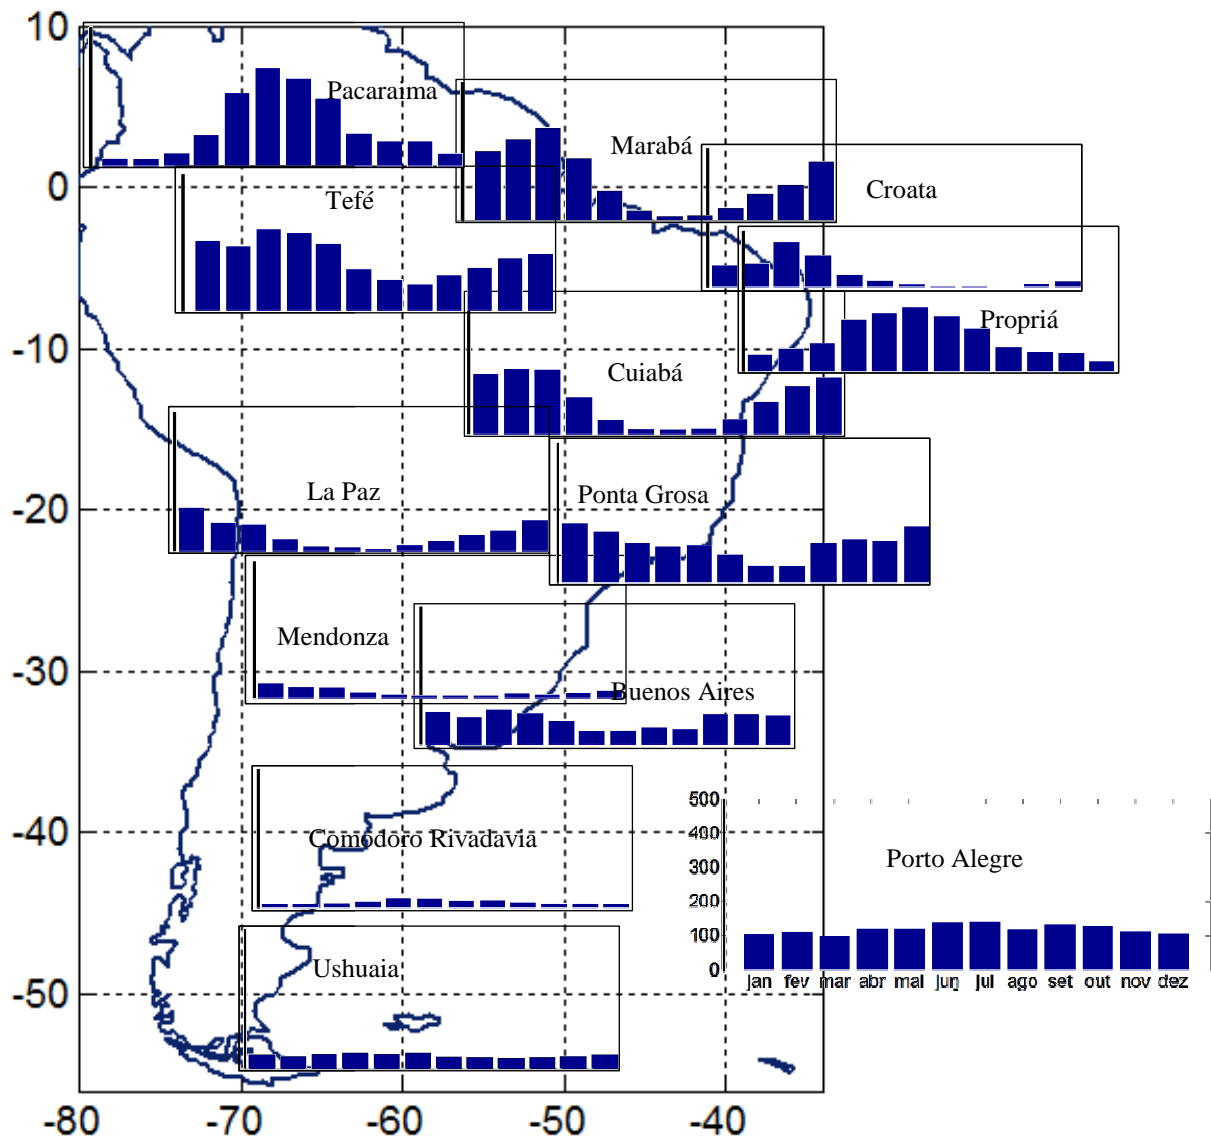 10
Pacaraima
Marabá
Croata
0
Tefé
Propriá
-10
Cuiabá
La Paz
Ponta Grosa
-20
Mendonza
-30
Buenos Aires
500
400
Comodoro Rivadavia
Porto Alegre
-40
300
200
100
Ushuaia
0
jan fev mar abr mai jun jul ago set out nov dez
-50
-80 -70 -60 -50 -40